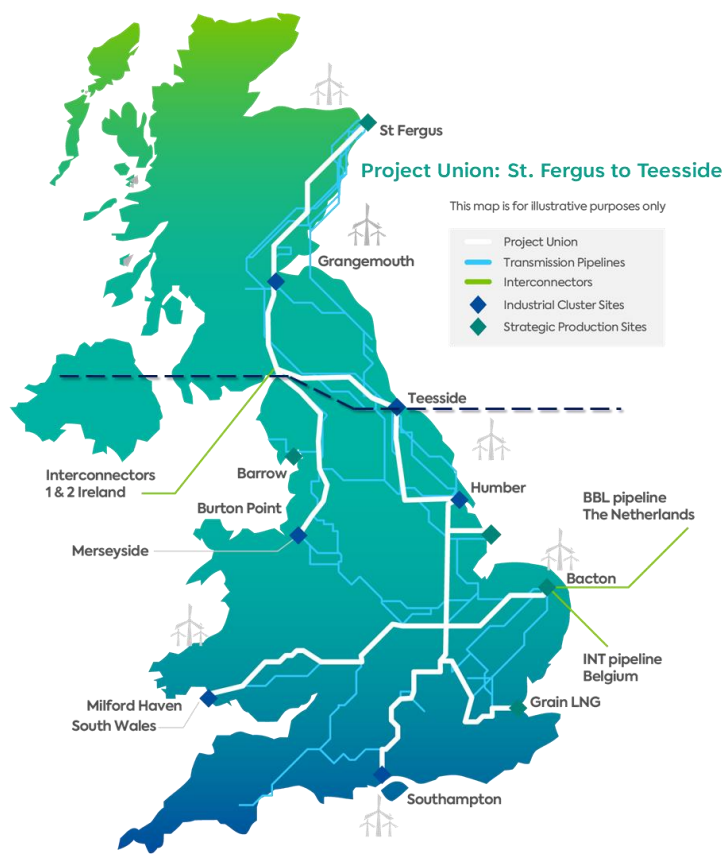 St Fergus
Project Union: St. Fergus to Teesside
This map is for illustrative purposes only
Project Union
Transmission Pipelines
Interconnectors
Industrial Cluster Sites
Strategic Production Sites
Grangemouth
Teesside
Interconnectors
1 & 2 Ireland
Barrow
Burton Point
Merseyside
Humber
BBL pipeline
The Netherlands
Bacton
INT pipeline
Belgium
Milford Haven
South Wales
Grain LNG
Southampton